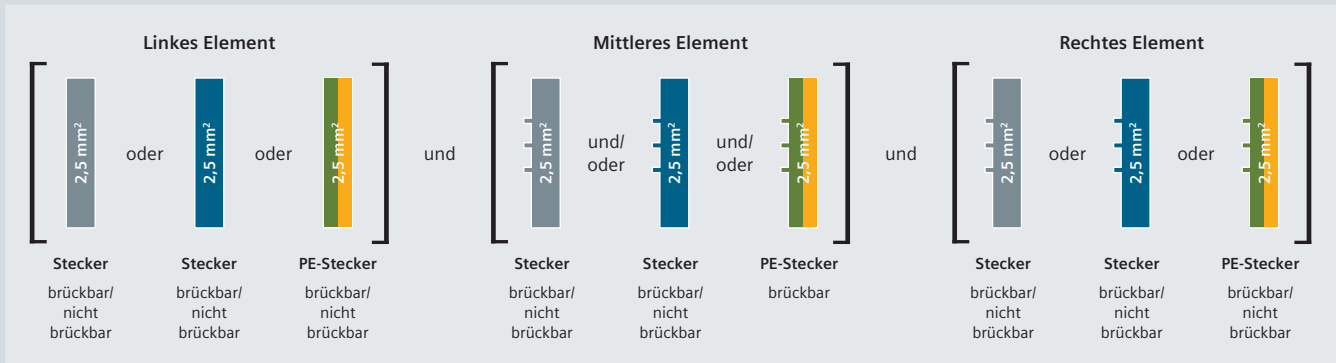 Linkes Element
Mittleres Element
Rechtes Element
2,5 mm²
oder
2,5 mm²
oder
2,5 mm²
und
2,5 mm²
und/
oder
2,5 mm²
und/
oder
2,5 mm²
und
2,5 mm²
oder
2,5 mm²
oder
2,5 mm²
Stecker
brückbar/
nicht
brückbar
Stecker
brückbar/
nicht
brückbar
PE-Stecker
brückbar/
nicht
brückbar
Stecker
brückbar/
nicht
brückbar
Stecker
brückbar/
nicht
brückbar
PE-Stecker
brückbar
Stecker
brückbar/
nicht
brückbar
Stecker
brückbar/
nicht
brückbar
PE-Stecker
brückbar/
nicht
brückbar